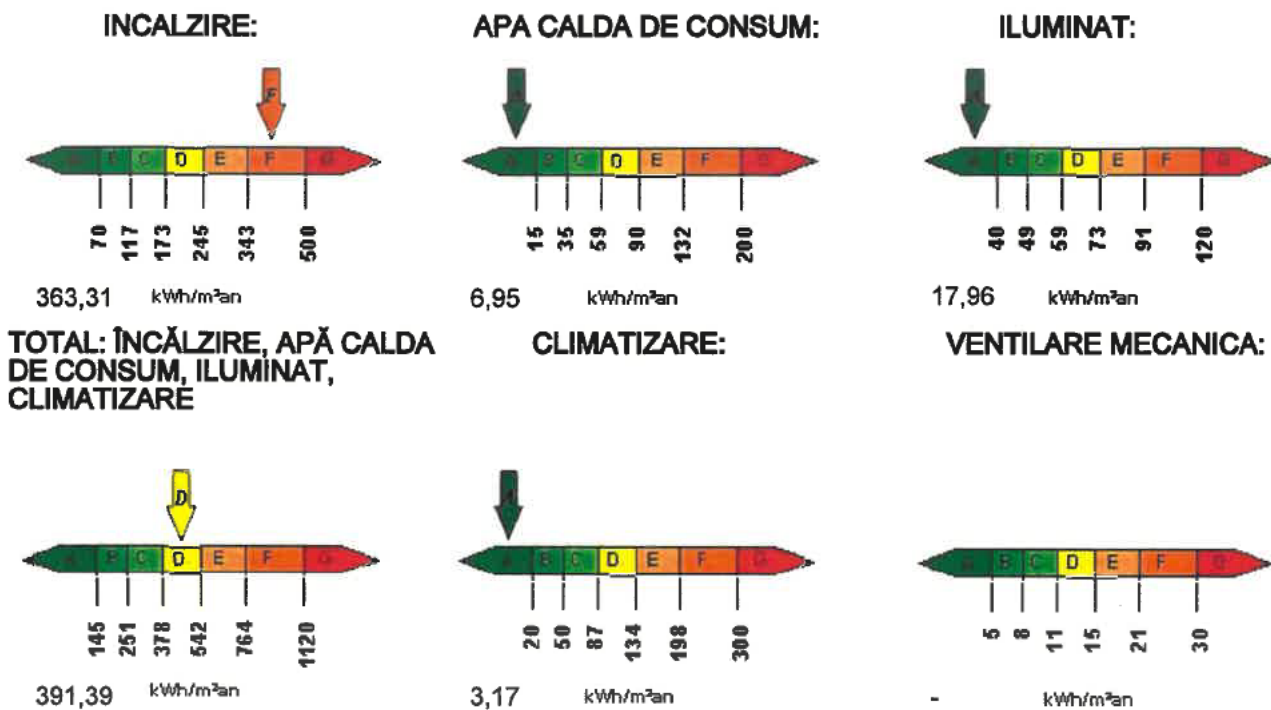 INCALZIRE:
F
A B C D E F G
70 117 173 245 343 500
363,31 kWh/m²an
APA CALDA DE CONSUM:
A
A B C D E F G
15 35 59 90 132 200
6,95 kWh/m²an
ILUMINAT:
A
A B C D E F G
40 49 59 73 91 120
17,96 kWh/m²an
TOTAL: ÎNCĂLZIRE, APĂ CALDA
DE CONSUM, ILUMINAT,
CLIMATIZARE
D
A B C D E F G
145 251 378 542 764 1120
391,39 kWh/m²an
CLIMATIZARE:
A
A B C D E F G
20 50 87 134 198 300
3,17 kWh/m²an
VENTILARE MECANICA:
A B C D E F G
5 8 11 15 21 30
- kWh/m²an